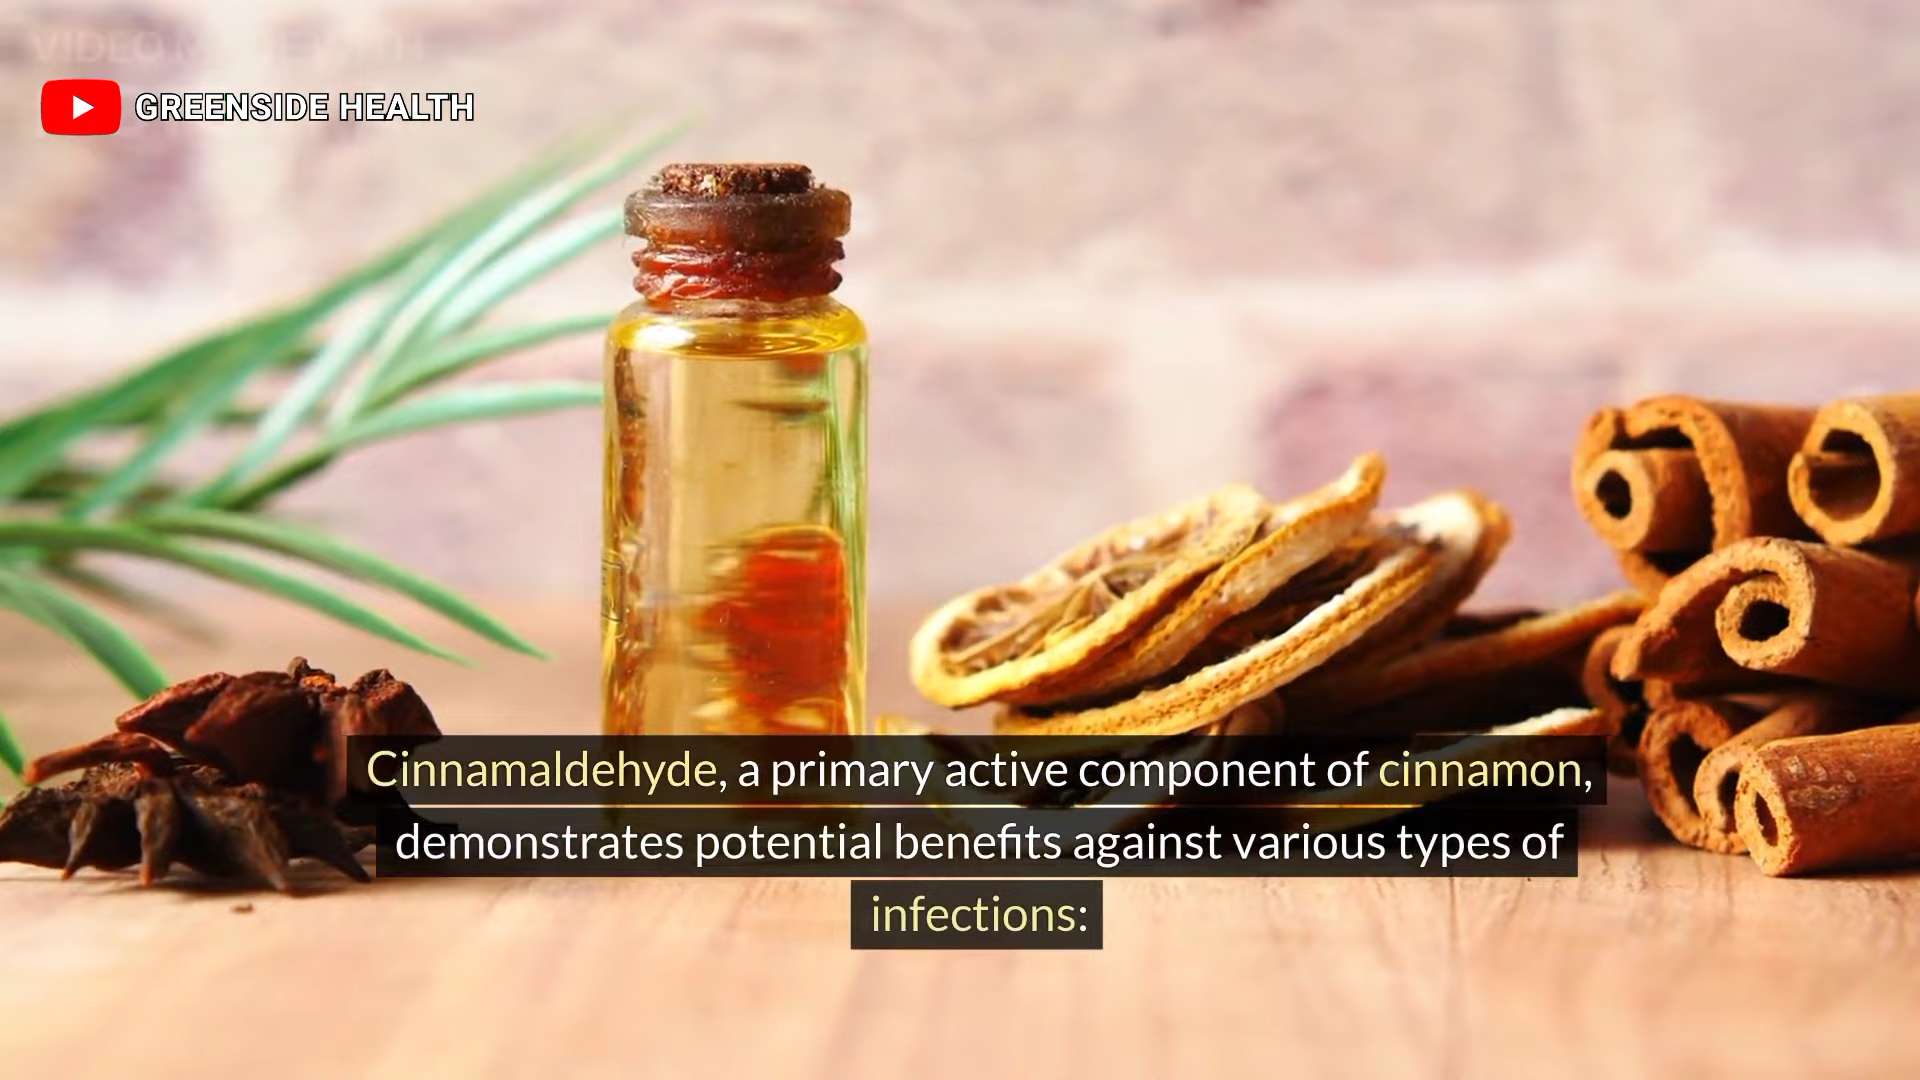 GREENSIDE HEALTH
Cinnamaldehyde, a primary active component of cinnamon,
demonstrates potential benefits against various types of
infections: